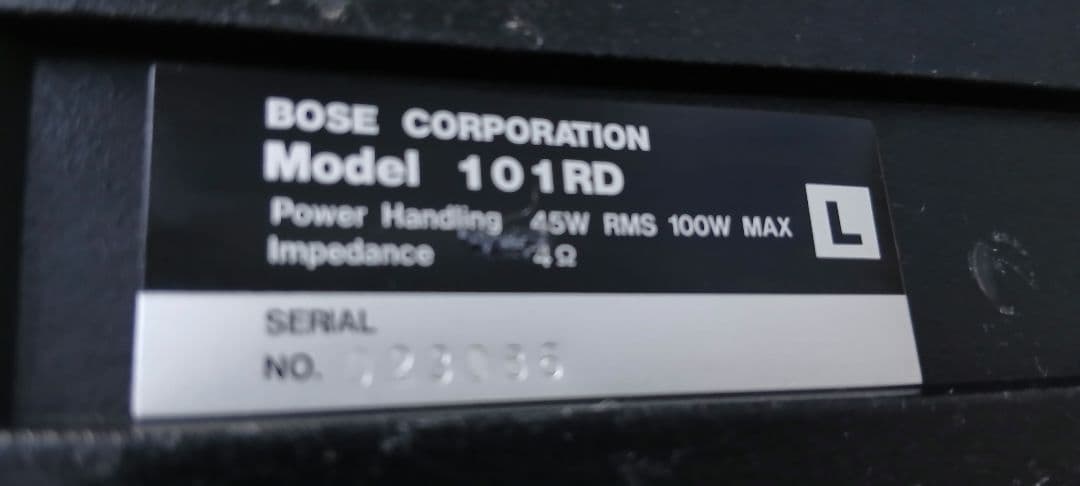 BOSE CORPORATION
Model 101RD
Power Handling 45W RMS 100W MAX
L
Impedance 4Ω
SERIAL
NO.